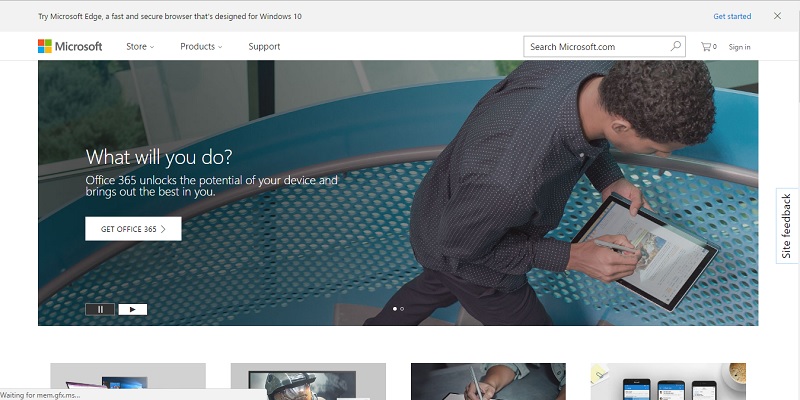 Try Microsoft Edge, a fast and secure browser that's designed for Windows 10
Get started
Microsoft
Store
Products
Support
Search Microsoft.com
0
Sign in
What will you do?
Office 365 unlocks the potential of your device and
brings out the best in you.
GET OFFICE 365
Site feedback
Waiting for mem.gfx.ms...